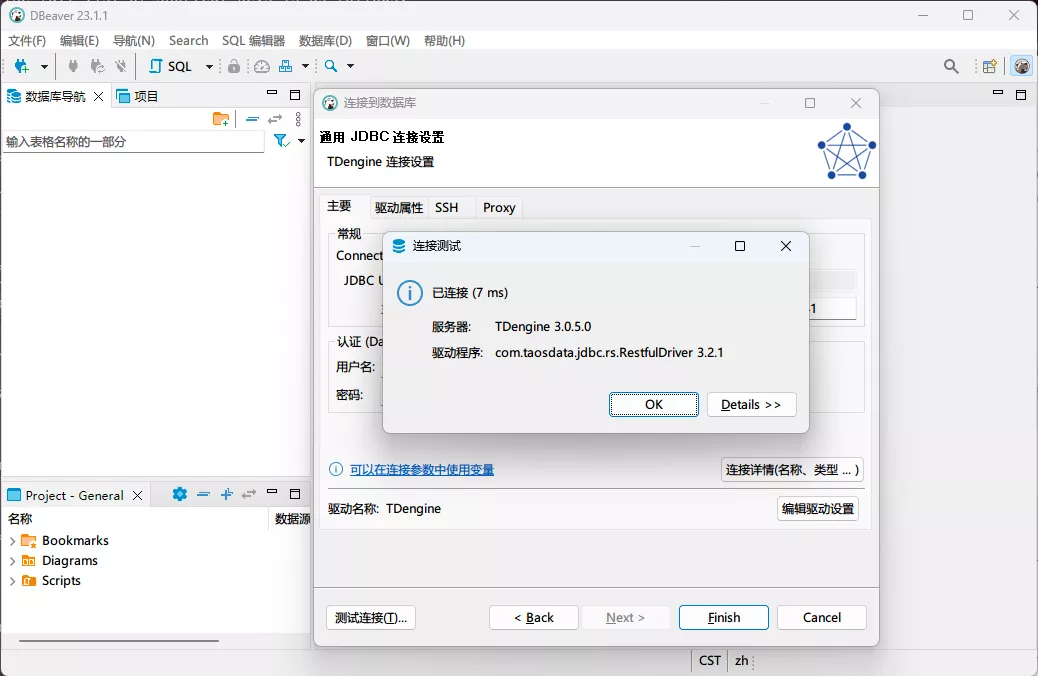 DBeaver 23.1.1
文件(F) 编辑(E) 导航(N) Search SQL 编辑器 数据库(D) 窗口(W) 帮助(H)
SQL
数据库导航
项目
输入表格名称的一部分
连接到数据库
通用 JDBC 连接设置
TDengine 连接设置
主要 驱动属性 SSH Proxy
常规
Connect
JDBC U
认证 (Da
用户名:
密码:
连接测试
已连接 (7 ms)
服务器: TDengine 3.0.5.0
驱动程序: com.taosdata.jdbc.rs.RestfulDriver 3.2.1
OK Details >>
可以在连接参数中使用变量
连接详情(名称、类型 ... )
驱动名称: TDengine
编辑驱动设置
测试连接(T)... < Back Next > Finish Cancel
Project - General
名称 数据源
Bookmarks
Diagrams
Scripts
CST zh